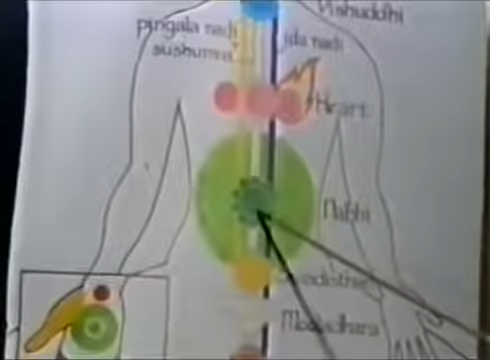 Vishuddhi
pingala nadi
ida nadi
sushumna
Heart
Nabhi
Swadisthan
Mooladhara